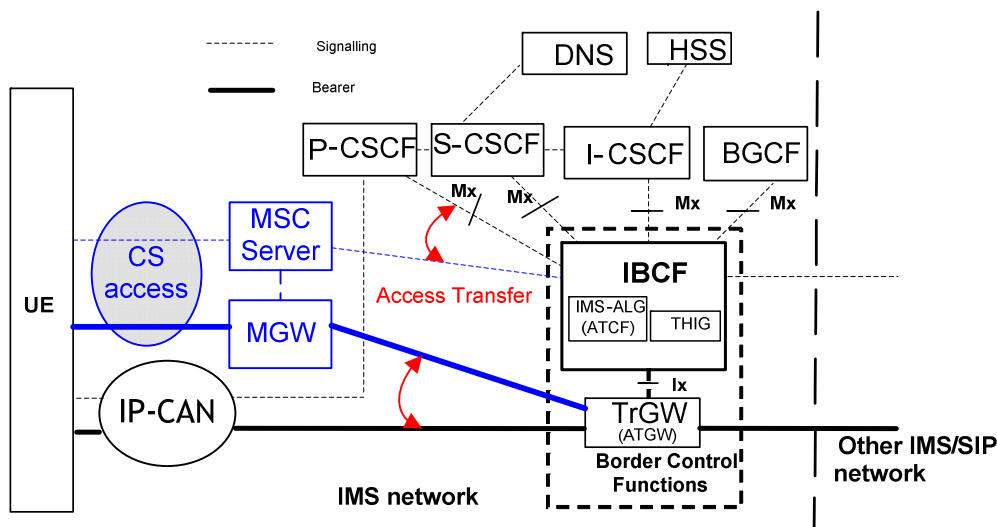 Signalling
Bearer
DNS
HSS
P-CSCF
S-CSCF
I-CSCF
BGCF
Mx
Mx
Mx
Mx
MSC
Server
CS
access
UE
Access Transfer
IBCF
IMS-ALG
(ATCF)
THIG
MGW
Ix
IP-CAN
TrGW
(ATGW)
Border Control
Functions
Other IMS/SIP
network
IMS network